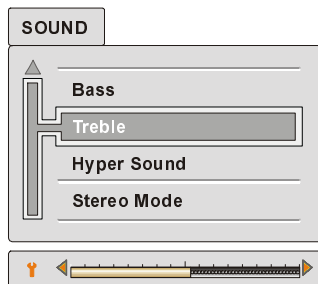 SOUND
Bass
Treble
Hyper Sound
Stereo Mode